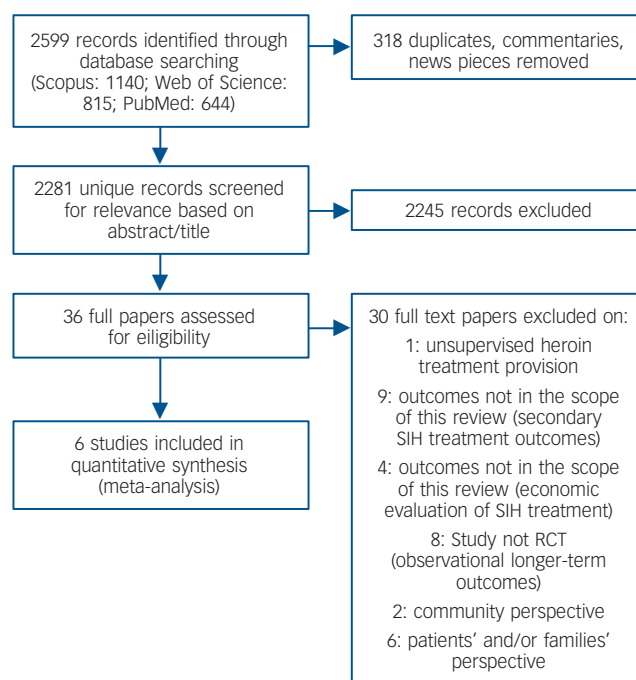 2599 records identified through
database searching
(Scopus: 1140; Web of Science:
815; PubMed: 644)
318 duplicates, commentaries,
news pieces removed
2281 unique records screened
for relevance based on
abstract/title
2245 records excluded
36 full papers assessed
for eiligibility
30 full text papers excluded on:
1: unsupervised heroin
treatment provision
9: outcomes not in the scope
of this review (secondary
SIH treatment outcomes)
4: outcomes not in the scope
of this review (economic
evaluation of SIH treatment)
8: Study not RCT
(observational longer-term
outcomes)
2: community perspective
6: patients' and/or families'
perspective
6 studies included in
quantitative synthesis
(meta-analysis)